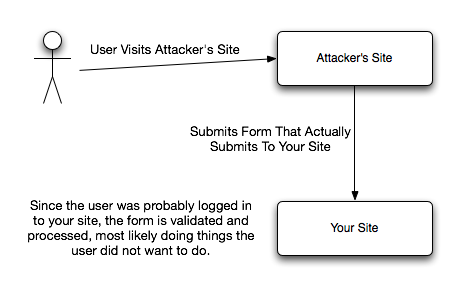 User Visits Attacker's Site
Attacker's Site
Submits Form That Actually
Submits To Your Site
Since the user was probably logged in
to your site, the form is validated and
processed, most likely doing things the
user did not want to do.
Your Site